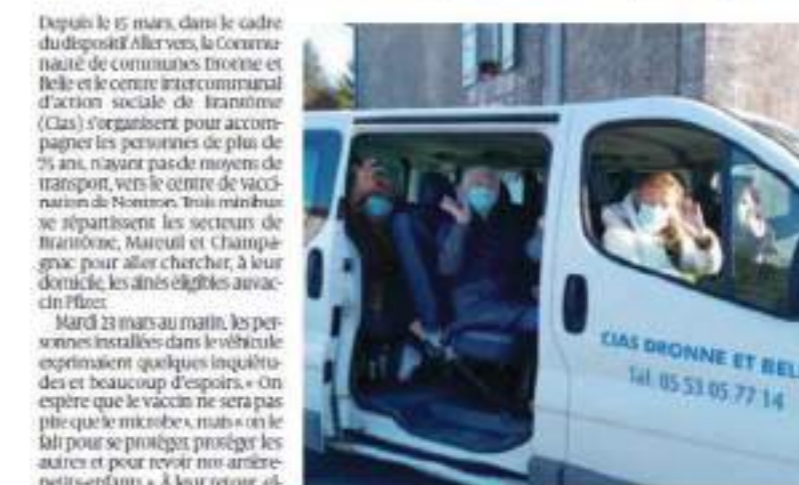 Depuis le 15 mars, dans le cadre
du dispositif Aller vers, la Commu-
nauté de communes Dronne et
Belle et le centre intercommunal
d'action sociale de Brantôme
(Cias) s'organisent pour accom-
pagner les personnes de plus de
75 ans, n'ayant pas de moyens de
transport, vers le centre de vacci-
nation de Nontron. Trois minibus
se répartissent les secteurs de
Brantôme, Mareuil et Champa-
gnac pour aller chercher, à leur
domicile, les aînés éligibles au vac-
cin Pfizer.
Mardi 23 mars au matin, les per-
sonnes installées dans le véhicule
exprimaient quelques inquiétu-
des et beaucoup d'espoirs. « On
espère que le vaccin ne sera pas
pire que le microbe », mais « on le
fait pour se protéger, protéger les
autres et pour revoir nos arrière-
petits-enfants ». À leur retour, el-
CIAS DRONNE ET BEL
Tél. 05 53 05 77 14